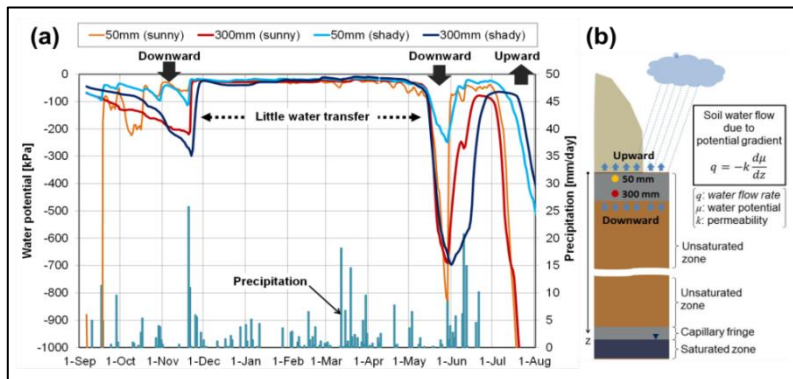 (a)
50mm (sunny) 300mm (sunny) 50mm (shady) 300mm (shady)
Downward Downward Upward
0
-100
-200
-300
-400
-500
-600
-700
-800
-900
-1000
Water potential [kPa]
Little water transfer
Precipitation
50
45
40
35
30
25
20
15
10
5
0
Precipitation [mm/day]
1-Sep 1-Oct 1-Nov 1-Dec 1-Jan 1-Feb 1-Mar 1-Apr 1-May 1-Jun 1-Jul 1-Aug
(b)
Soil water flow
due to
potential gradient
q = −k dμ/dz
q: water flow rate
μ: water potential
k: permeability
Upward
50 mm
300 mm
Downward
Unsaturated
zone
Unsaturated
zone
Capillary fringe
Saturated zone
z